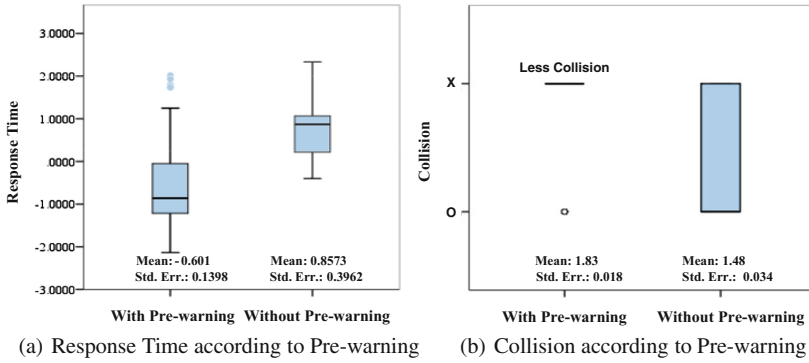 3.0000
2.0000
1.0000
.0000
-1.0000
-2.0000
-3.0000
Response Time
Mean: -0.601
Std. Err.: 0.1398
Mean: 0.8573
Std. Err.: 0.3962
With Pre-warning Without Pre-warning
(a) Response Time according to Pre-warning
X
O
Collision
Less Collision
Mean: 1.83
Std. Err.: 0.018
Mean: 1.48
Std. Err.: 0.034
With Pre-warning Without Pre-warning
(b) Collision according to Pre-warning